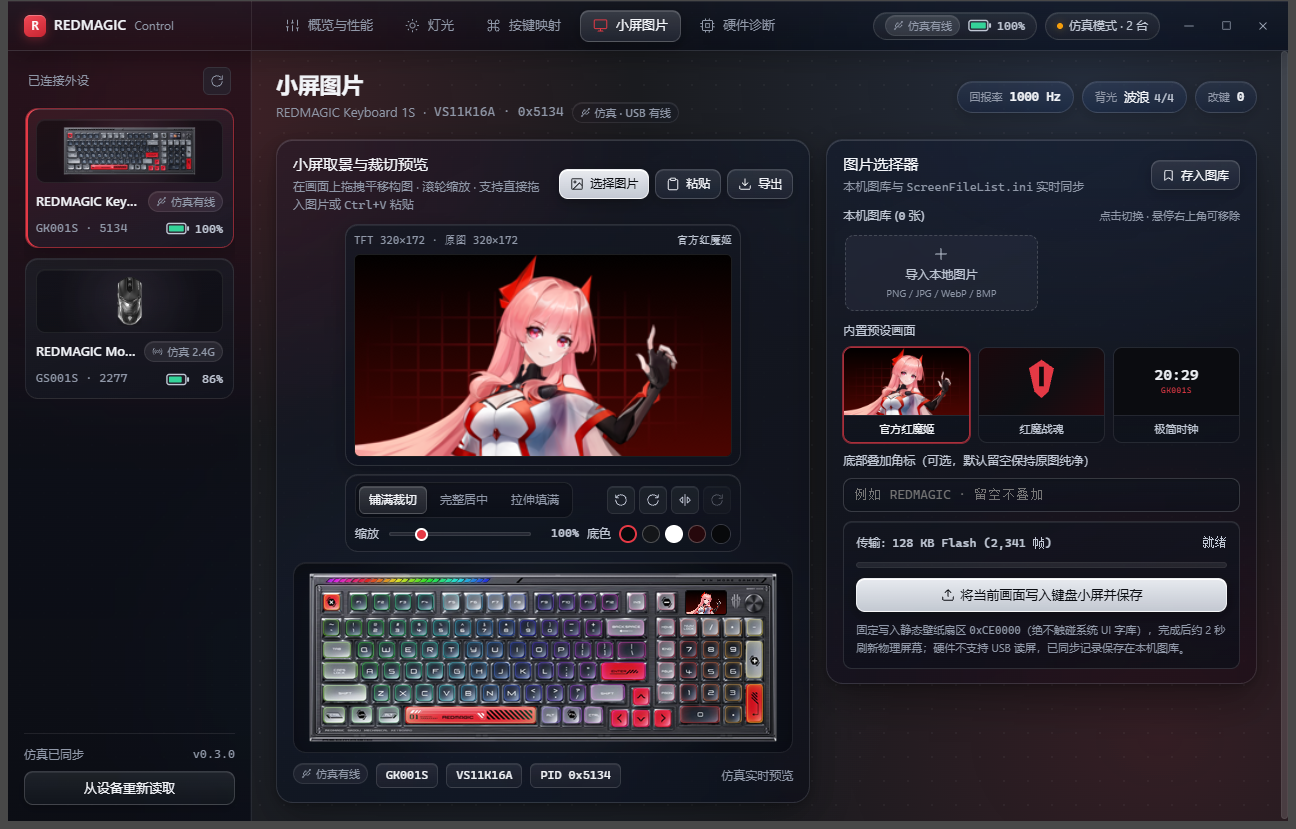 R REDMAGIC Control
概览与性能
灯光
按键映射
小屏图片
硬件诊断
仿真有线 100%
仿真模式 · 2 台
已连接外设
REDMAGIC Key... 仿真有线
GK001S · 5134 100%
REDMAGIC Mo... 仿真 2.4G
GS001S · 2277 86%
仿真已同步 v0.3.0
从设备重新读取
小屏图片
REDMAGIC Keyboard 1S · VS11K16A · 0x5134 仿真 · USB 有线
回报率 1000 Hz
背光 波浪 4/4
改键 0
小屏取景与裁切预览
在画面上拖拽平移构图 · 滚轮缩放 · 支持直接拖
入图片或 Ctrl+V 粘贴
选择图片
粘贴
导出
TFT 320×172 · 原图 320×172 官方红魔姬
铺满裁切 完整居中 拉伸填满
缩放 100% 底色
仿真有线 GK001S VS11K16A PID 0x5134 仿真实时预览
图片选择器
本机图库与 ScreenFileList.ini 实时同步
存入图库
本机图库 (0 张) 点击切换 · 悬停右上角可移除
导入本地图片
PNG / JPG / WebP / BMP
内置预设画面
20:29
GK001S
官方红魔姬 红魔战魂 极简时钟
底部叠加角标（可选，默认留空保持原图纯净）
例如 REDMAGIC · 留空不叠加
传输: 128 KB Flash (2,341 帧) 就绪
将当前画面写入键盘小屏并保存
固定写入静态壁纸扇区 0xCE0000（绝不触碰系统 UI 字库），完成后约 2 秒
刷新物理屏幕；硬件不支持 USB 读屏，已同步记录保存在本机图库。